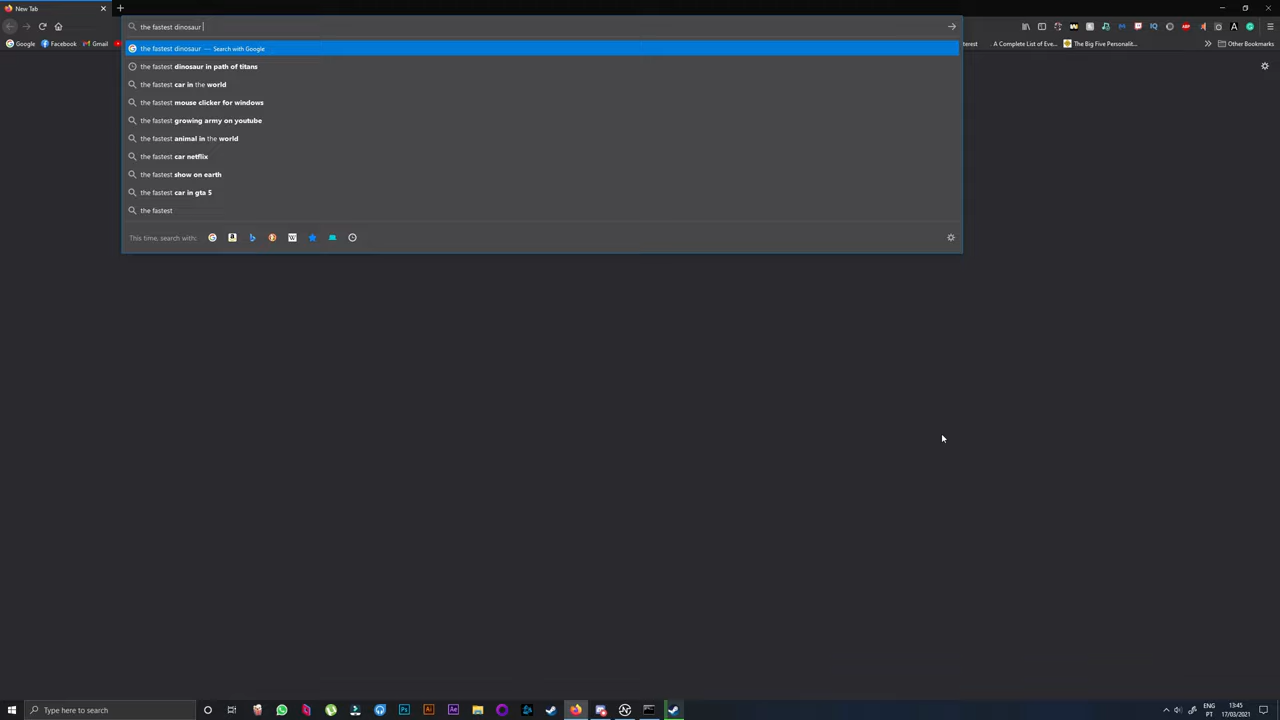 New Tab
the fastest dinosaur
Google Facebook Gmail
terest A Complete List of Eve... The Big Five Personalit... Other Bookmarks
the fastest dinosaur — Search with Google
the fastest dinosaur in path of titans
the fastest car in the world
the fastest mouse clicker for windows
the fastest growing army on youtube
the fastest animal in the world
the fastest car netflix
the fastest show on earth
the fastest car in gta 5
the fastest
This time, search with:
Type here to search
ENG
PT
13:45
17/03/2021